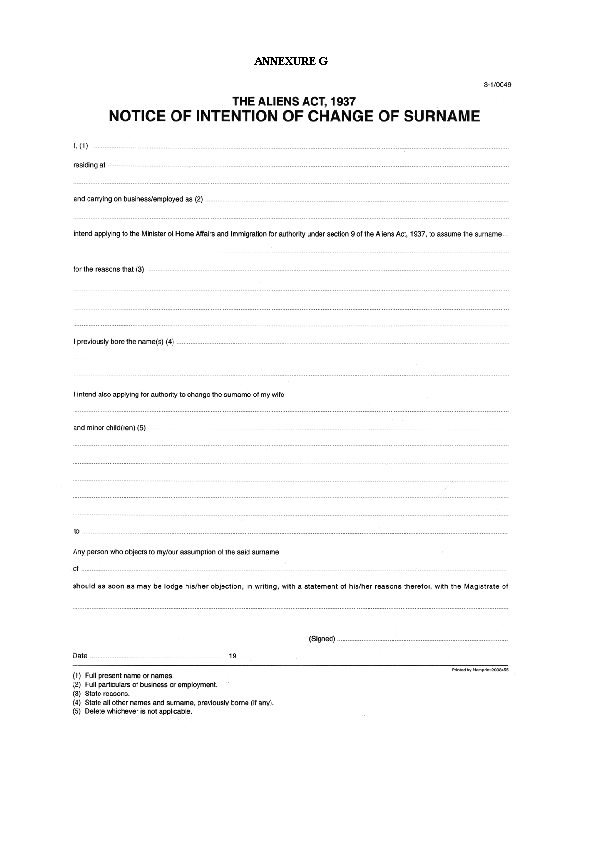 ANNEXURE G
3-1/0049
THE ALIENS ACT, 1937
NOTICE OF INTENTION OF CHANGE OF SURNAME
I, (1)
residing at
and carrying on business/employed as (2)
intend applying to the Minister of Home Affairs and Immigration for authority under section 9 of the Aliens Act, 1937, to assume the surname
for the reasons that (3)
I previously bore the name(s) (4)
I intend also applying for authority to change the surname of my wife
and minor child(ren) (5)
to
Any person who objects to my/our assumption of the said surname
of
should as soon as may be lodge his/her objection, in writing, with a statement of his/her reasons therefor, with the Magistrate of
(Signed)
Date 19
Printed by
(1) Full present name or names
(2) Full particulars of business or employment.
(3) State reasons.
(4) State all other names and surname, previously borne (if any).
(5) Delete whichever is not applicable.